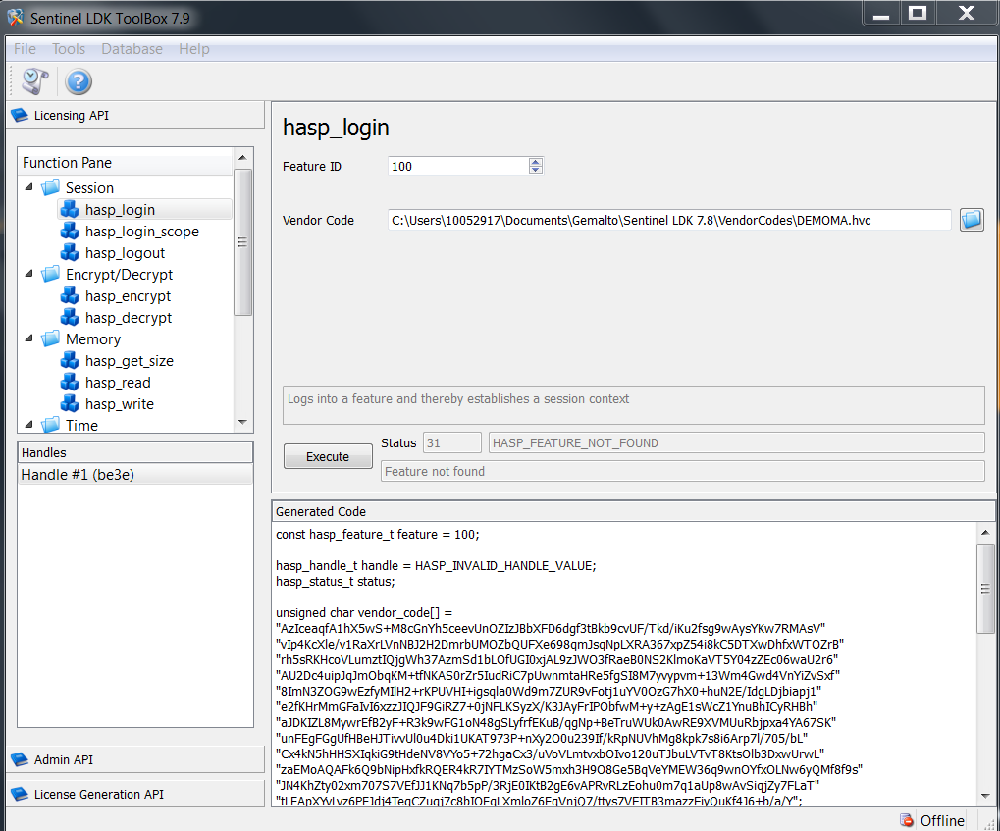 Sentinel LDK ToolBox 7.9
File Tools Database Help
Licensing API
Function Pane
Session
hasp_login
hasp_login_scope
hasp_logout
Encrypt/Decrypt
hasp_encrypt
hasp_decrypt
Memory
hasp_get_size
hasp_read
hasp_write
Time
Handles
Handle #1 (be3e)
Admin API
License Generation API
hasp_login
Feature ID 100
Vendor Code C:\Users\10052917\Documents\Gemalto\Sentinel LDK 7.8\VendorCodes\DEMOMA.hvc
Logs into a feature and thereby establishes a session context
Execute
Status 31 HASP_FEATURE_NOT_FOUND
Feature not found
Generated Code
const hasp_feature_t feature = 100;
hasp_handle_t handle = HASP_INVALID_HANDLE_VALUE;
hasp_status_t status;
unsigned char vendor_code[] =
"AzIceaqfA1hX5wS+M8cGnYh5ceevUnOZIzJBbXFD6dgf3tBkb9cvUF/Tkd/iKu2fsg9wAysYKw7RMAsV"
"vIp4KcXle/v1RaXrLVnNBJ2H2DmrbUMOZbQUFXe698qmJsqNpLXRA367xpZ54i8kC5DTXwDhfxWTOZrB"
"rh5sRKHcoVLumztIQjgWh37AzmSd1bLOfUGI0xjAL9zJWO3fRaeB0NS2KlmoKaVT5Y04zZEc06waU2r6"
"AU2Dc4uipJqJmObqKM+tfNKAS0rZr5IudRiC7pUwnmtaHRe5fgSI8M7yvypvm+13Wm4Gwd4VnYiZvSxf"
"8ImN3ZOG9wEzfyMIlH2+rKPUVHI+igsqla0Wd9m7ZUR9vFotj1uYV0OzG7hX0+huN2E/IdgLDjbiapj1"
"e2fKHrMmGFaIvI6xzzJIQJF9GiRZ7+0jNFLKSyzX/K3JAyFrIPObfwM+y+zAgE1sWcZ1YnuBhICyRHBh"
"aJDKIZL8MywrEfB2yF+R3k9wFG1oN48gSLyfrfEKuB/qgNp+BeTruWUk0AwRE9XVMUuRbjpxa4YA67SK"
"unFEgFGgUfHBeHJTivvUl0u4Dki1UKAT973P+nXy2O0u239If/kRpNUVhMg8kpk7s8i6Arp7l/705/bL"
"Cx4kN5hHHSXIqkiG9tHdeNV8VYo5+72hgaCx3/uVoVLmtvxbOIvo120uTJbuLVTvT8KtsOlb3DxwUrwL"
"zaEMoAQAFk6Q9bNipHxfkRQER4kR7IYTMzSoW5mxh3H9O8Ge5BqVeYMEW36q9wnOYfxOLNw6yQMf8f9s"
"JN4KhZty02xm707S7VEfJJ1KNq7b5pP/3RjE0IKtB2gE6vAPRvRLzEohu0m7q1aUp8wAvSiqjZy7FLaT"
"tLEApXYvLvz6PEJdj4TegCZuqj7c8bIOEgLXmloZ6EqVnjQ7/ttys7VFITB3mazzFiyQuKf4J6+b/a/Y";
Offline